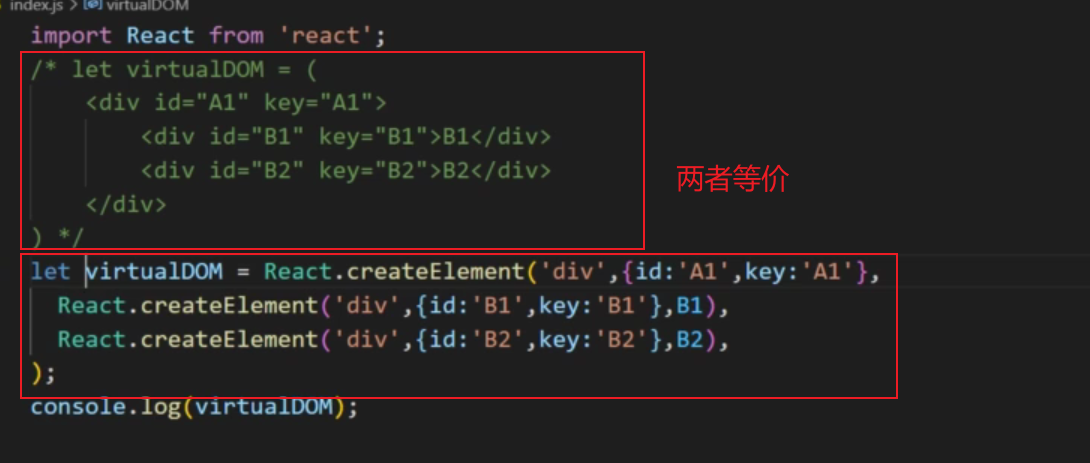 index.js > virtualDOM
import React from 'react';
/* let virtualDOM = (
<div id="A1" key="A1">
<div id="B1" key="B1">B1</div>
<div id="B2" key="B2">B2</div>
</div>
) */
两者等价
let virtualDOM = React.createElement('div',{id:'A1',key:'A1'},
React.createElement('div',{id:'B1',key:'B1'},B1),
React.createElement('div',{id:'B2',key:'B2'},B2),
);
console.log(virtualDOM);